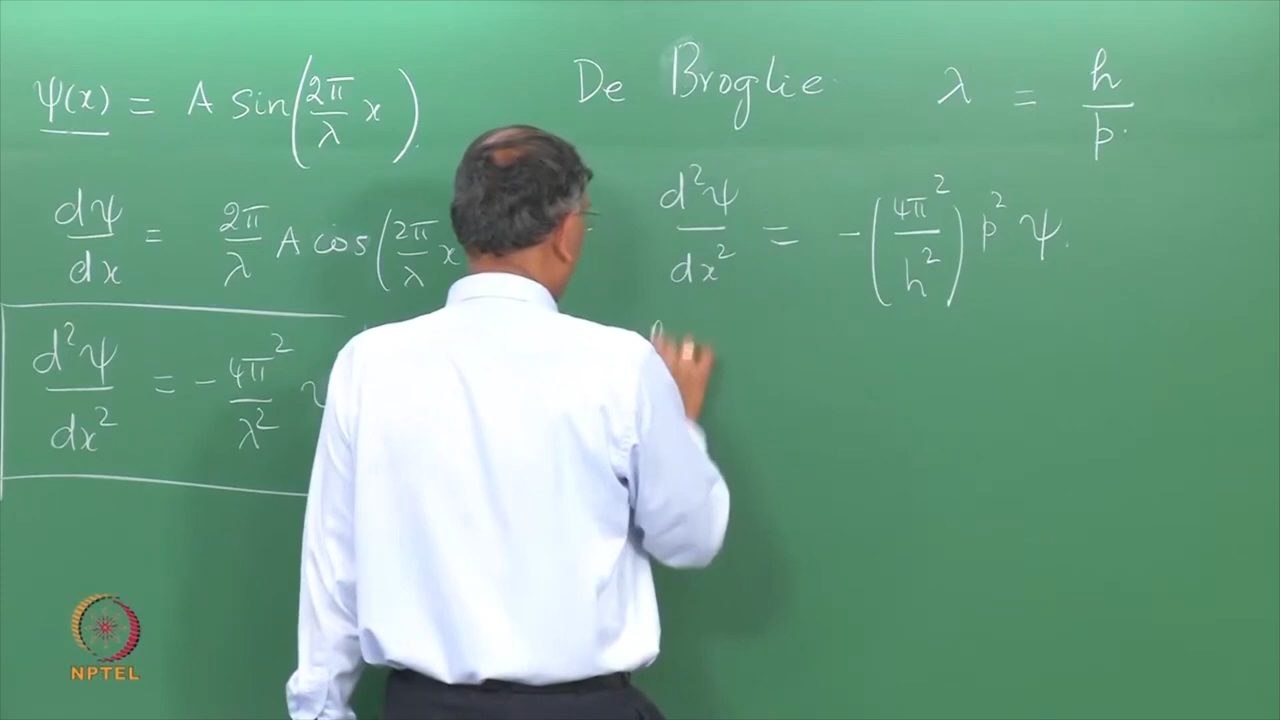 ψ(x) = A Sin(2π/λ x).
dψ/dx = 2π/λ A cos(2π/λ x
d²ψ/dx² = - 4π²/λ²
De Broglie λ = h/p.
d²ψ/dx² = -(4π²/h²) p² ψ.
NPTEL